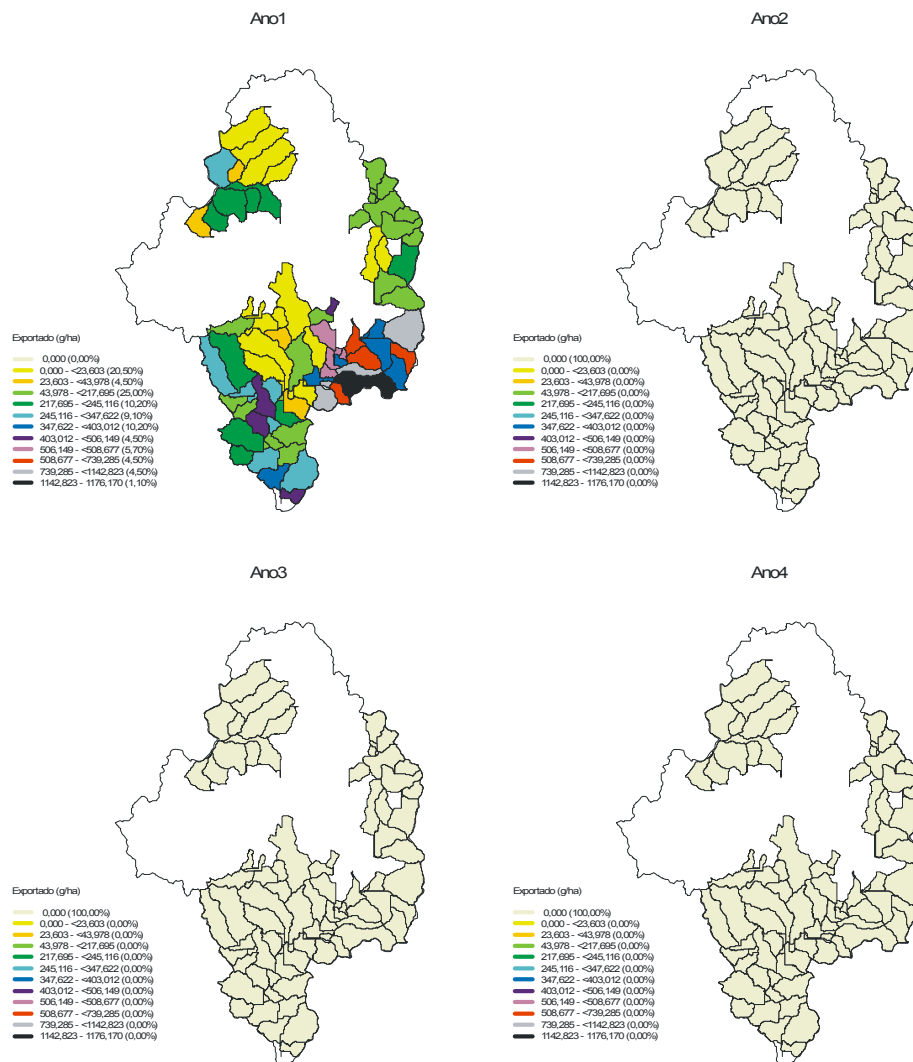 Ano1
Ano2
Exportado (g/ha)
0,000 (0,00%)
0,000 - <23,603 (20,50%)
23,603 - <43,978 (4,50%)
43,978 - <217,695 (25,00%)
217,695 - <245,116 (10,20%)
245,116 - <347,622 (9,10%)
347,622 - <403,012 (10,20%)
403,012 - <506,149 (4,50%)
506,149 - <508,677 (5,70%)
508,677 - <739,285 (4,50%)
739,285 - <1142,823 (4,50%)
1142,823 - 1176,170 (1,10%)
Exportado (g/ha)
0,000 (100,00%)
0,000 - <23,603 (0,00%)
23,603 - <43,978 (0,00%)
43,978 - <217,695 (0,00%)
217,695 - <245,116 (0,00%)
245,116 - <347,622 (0,00%)
347,622 - <403,012 (0,00%)
403,012 - <506,149 (0,00%)
506,149 - <508,677 (0,00%)
508,677 - <739,285 (0,00%)
739,285 - <1142,823 (0,00%)
1142,823 - 1176,170 (0,00%)
Ano3
Ano4
Exportado (g/ha)
0,000 (100,00%)
0,000 - <23,603 (0,00%)
23,603 - <43,978 (0,00%)
43,978 - <217,695 (0,00%)
217,695 - <245,116 (0,00%)
245,116 - <347,622 (0,00%)
347,622 - <403,012 (0,00%)
403,012 - <506,149 (0,00%)
506,149 - <508,677 (0,00%)
508,677 - <739,285 (0,00%)
739,285 - <1142,823 (0,00%)
1142,823 - 1176,170 (0,00%)
Exportado (g/ha)
0,000 (100,00%)
0,000 - <23,603 (0,00%)
23,603 - <43,978 (0,00%)
43,978 - <217,695 (0,00%)
217,695 - <245,116 (0,00%)
245,116 - <347,622 (0,00%)
347,622 - <403,012 (0,00%)
403,012 - <506,149 (0,00%)
506,149 - <508,677 (0,00%)
508,677 - <739,285 (0,00%)
739,285 - <1142,823 (0,00%)
1142,823 - 1176,170 (0,00%)